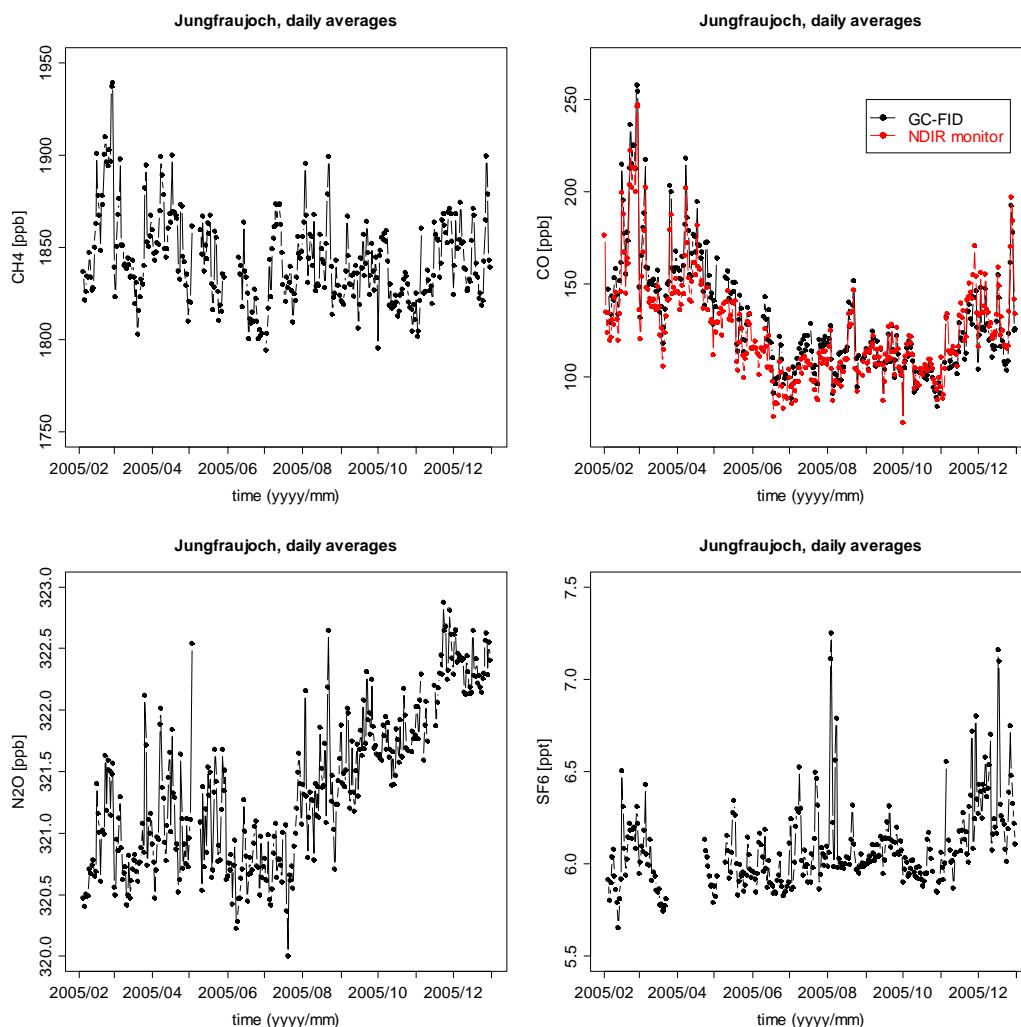 Jungfraujoch, daily averages
CH4 [ppb]
1750 1800 1850 1900 1950
2005/02 2005/04 2005/06 2005/08 2005/10 2005/12
time (yyyy/mm)
Jungfraujoch, daily averages
CO [ppb]
100 150 200 250
GC-FID
NDIR monitor
2005/02 2005/04 2005/06 2005/08 2005/10 2005/12
time (yyyy/mm)
Jungfraujoch, daily averages
N2O [ppb]
320.0 320.5 321.0 321.5 322.0 322.5 323.0
2005/02 2005/04 2005/06 2005/08 2005/10 2005/12
time (yyyy/mm)
Jungfraujoch, daily averages
SF6 [ppt]
5.5 6.0 6.5 7.0 7.5
2005/02 2005/04 2005/06 2005/08 2005/10 2005/12
time (yyyy/mm)